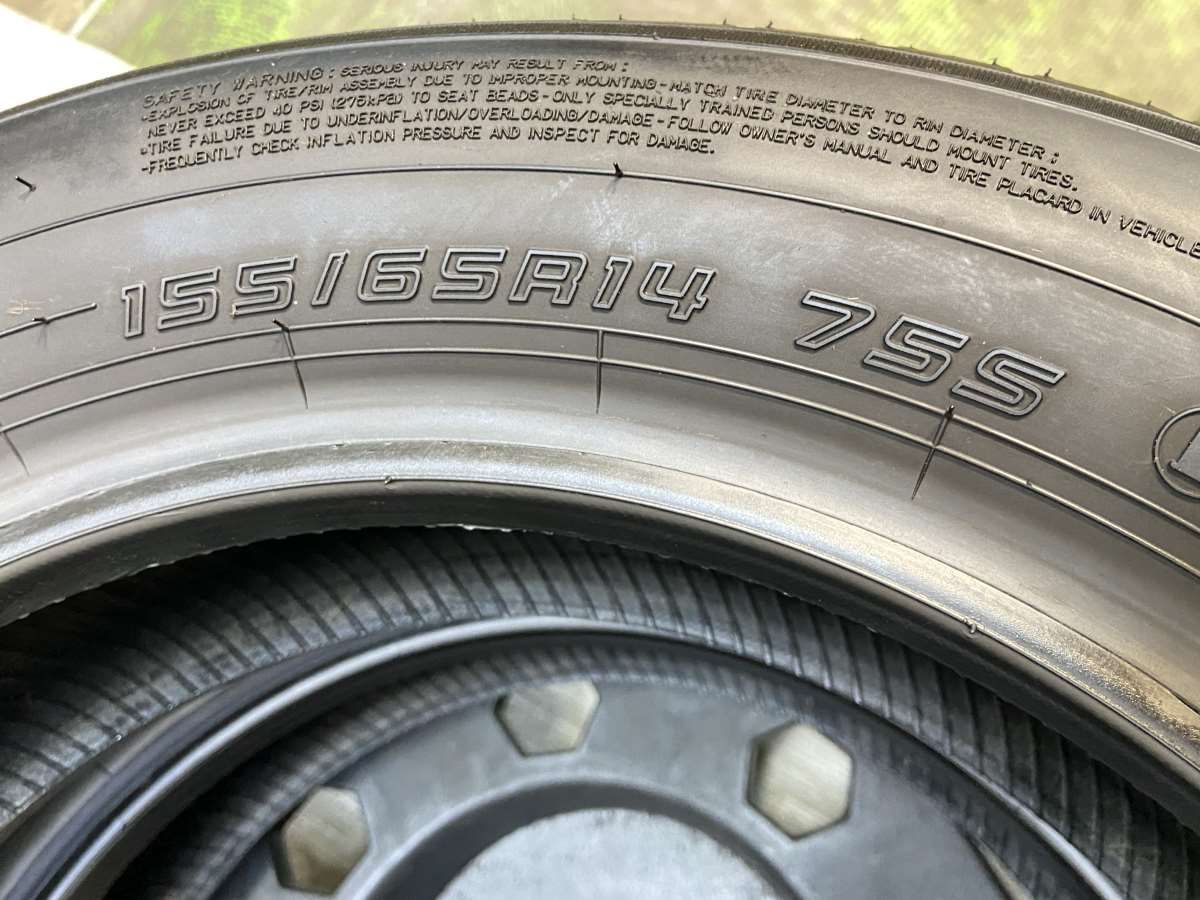 SAFETY WARNING: SERIOUS INJURY MAY RESULT FROM:
•EXPLOSION OF TIRE/RIM ASSEMBLY DUE TO IMPROPER MOUNTING-MATCH TIRE DIAMETER TO RIM DIAMETER:
NEVER EXCEED 40 PSI (275kPa) TO SEAT BEADS-ONLY SPECIALLY TRAINED PERSONS SHOULD MOUNT TIRES.
•TIRE FAILURE DUE TO UNDERINFLATION/OVERLOADING/DAMAGE-FOLLOW OWNER'S MANUAL AND TIRE PLACARD IN VEHICLE
-FREQUENTLY CHECK INFLATION PRESSURE AND INSPECT FOR DAMAGE.
155/65R14 75S